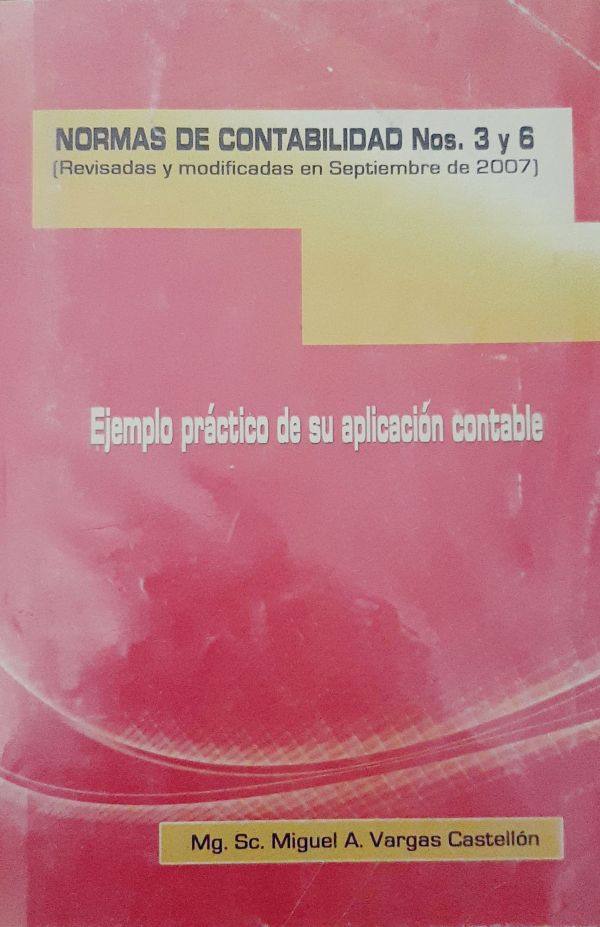 NORMAS DE CONTABILIDAD Nos. 3 y 6
(Revisadas y modificadas en Septiembre de 2007)
Ejemplo práctico de su aplicación contable
Mg. Sc. Miguel A. Vargas Castellón